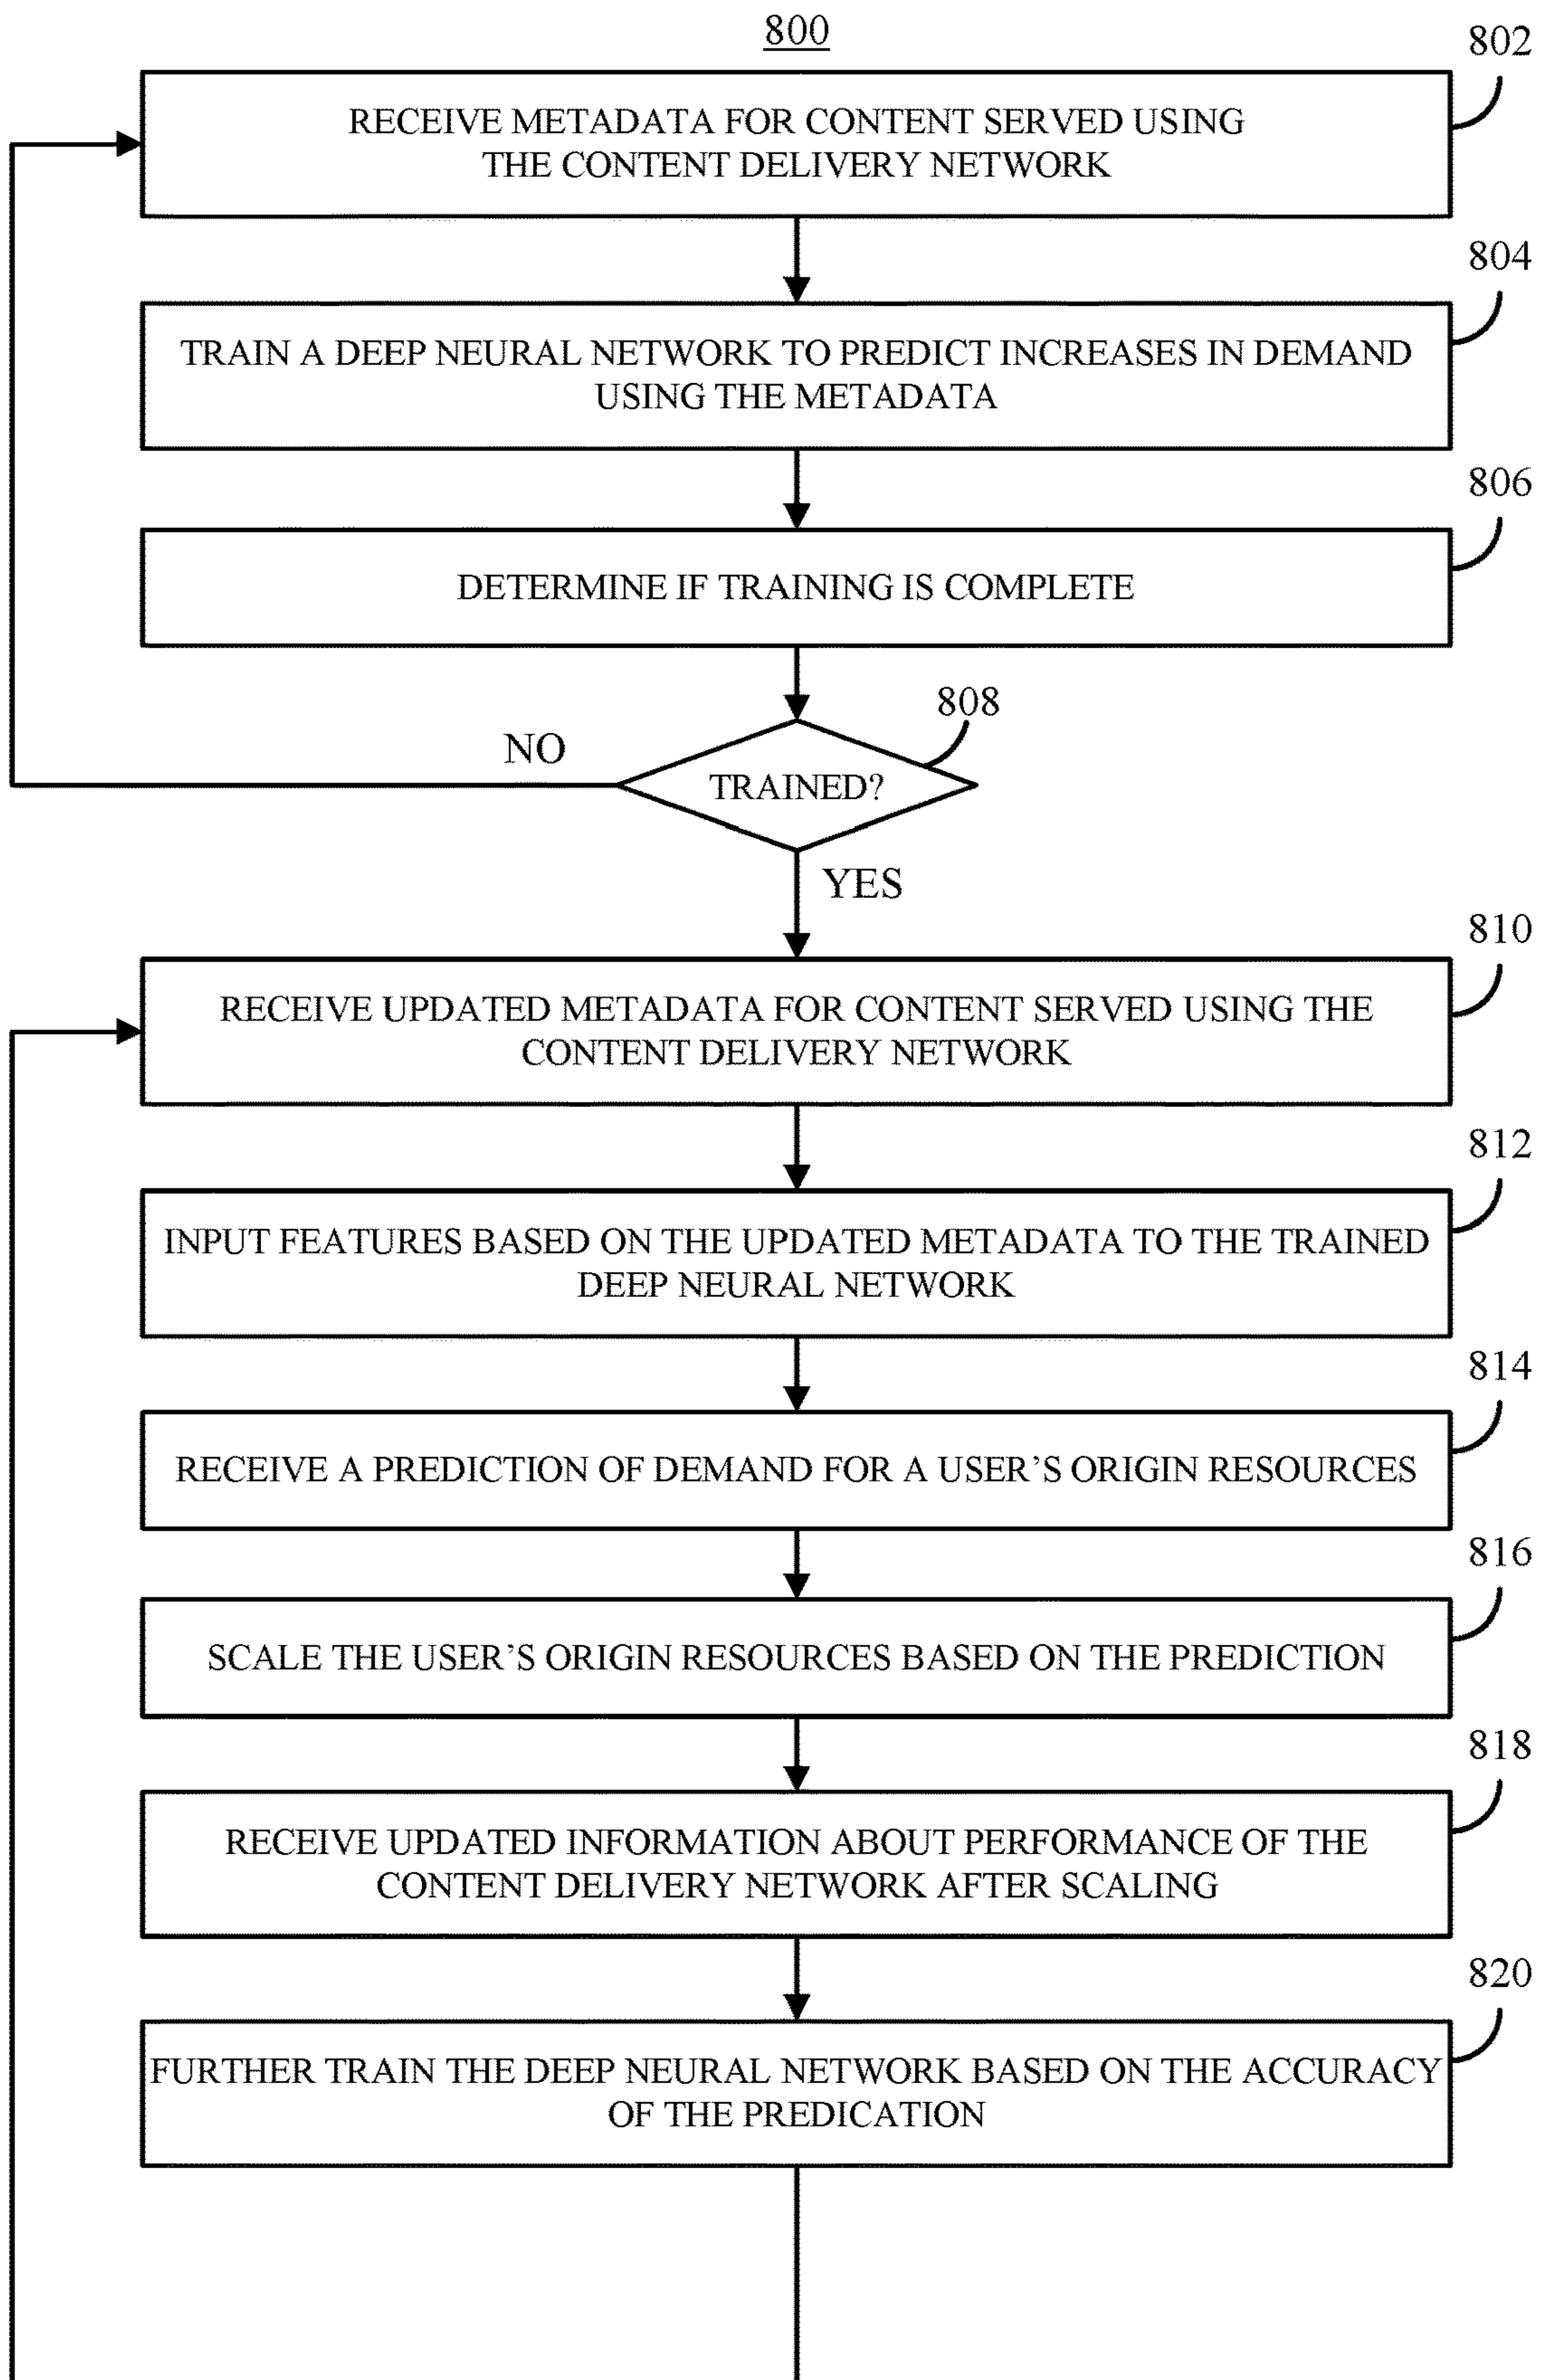 800
802
RECEIVE METADATA FOR CONTENT SERVED USING
THE CONTENT DELIVERY NETWORK
804
TRAIN A DEEP NEURAL NETWORK TO PREDICT INCREASES IN DEMAND
USING THE METADATA
806
DETERMINE IF TRAINING IS COMPLETE
808
NO
TRAINED?
YES
810
RECEIVE UPDATED METADATA FOR CONTENT SERVED USING THE
CONTENT DELIVERY NETWORK
812
INPUT FEATURES BASED ON THE UPDATED METADATA TO THE TRAINED
DEEP NEURAL NETWORK
814
RECEIVE A PREDICTION OF DEMAND FOR A USER'S ORIGIN RESOURCES
816
SCALE THE USER'S ORIGIN RESOURCES BASED ON THE PREDICTION
818
RECEIVE UPDATED INFORMATION ABOUT PERFORMANCE OF THE
CONTENT DELIVERY NETWORK AFTER SCALING
820
FURTHER TRAIN THE DEEP NEURAL NETWORK BASED ON THE ACCURACY
OF THE PREDICATION